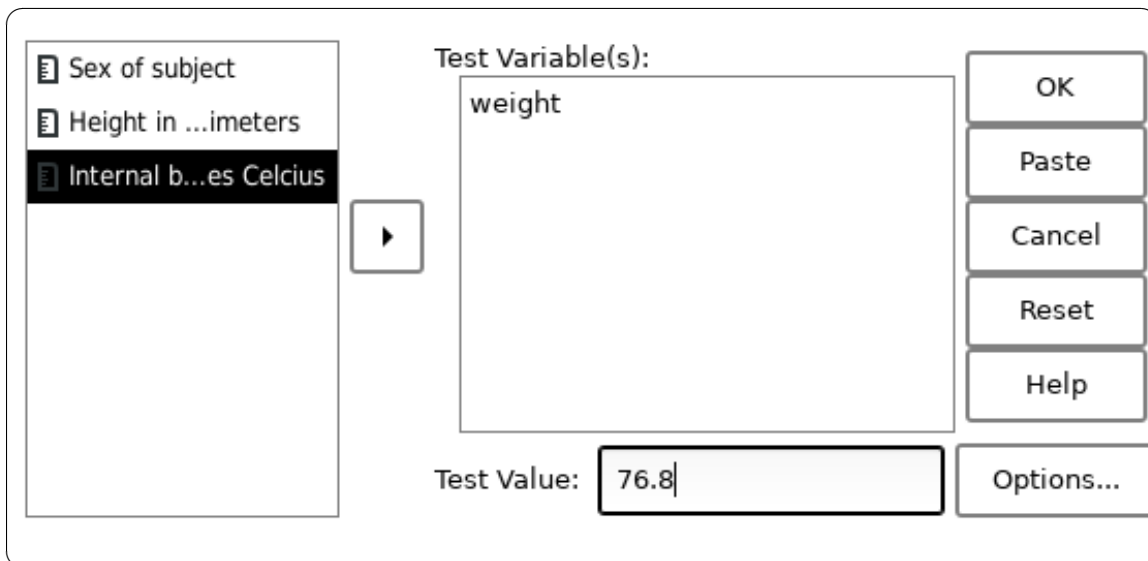 Sex of subject
Height in ...imeters
Internal b...es Celcius
Test Variable(s):
weight
Test Value: 76.8
OK
Paste
Cancel
Reset
Help
Options...